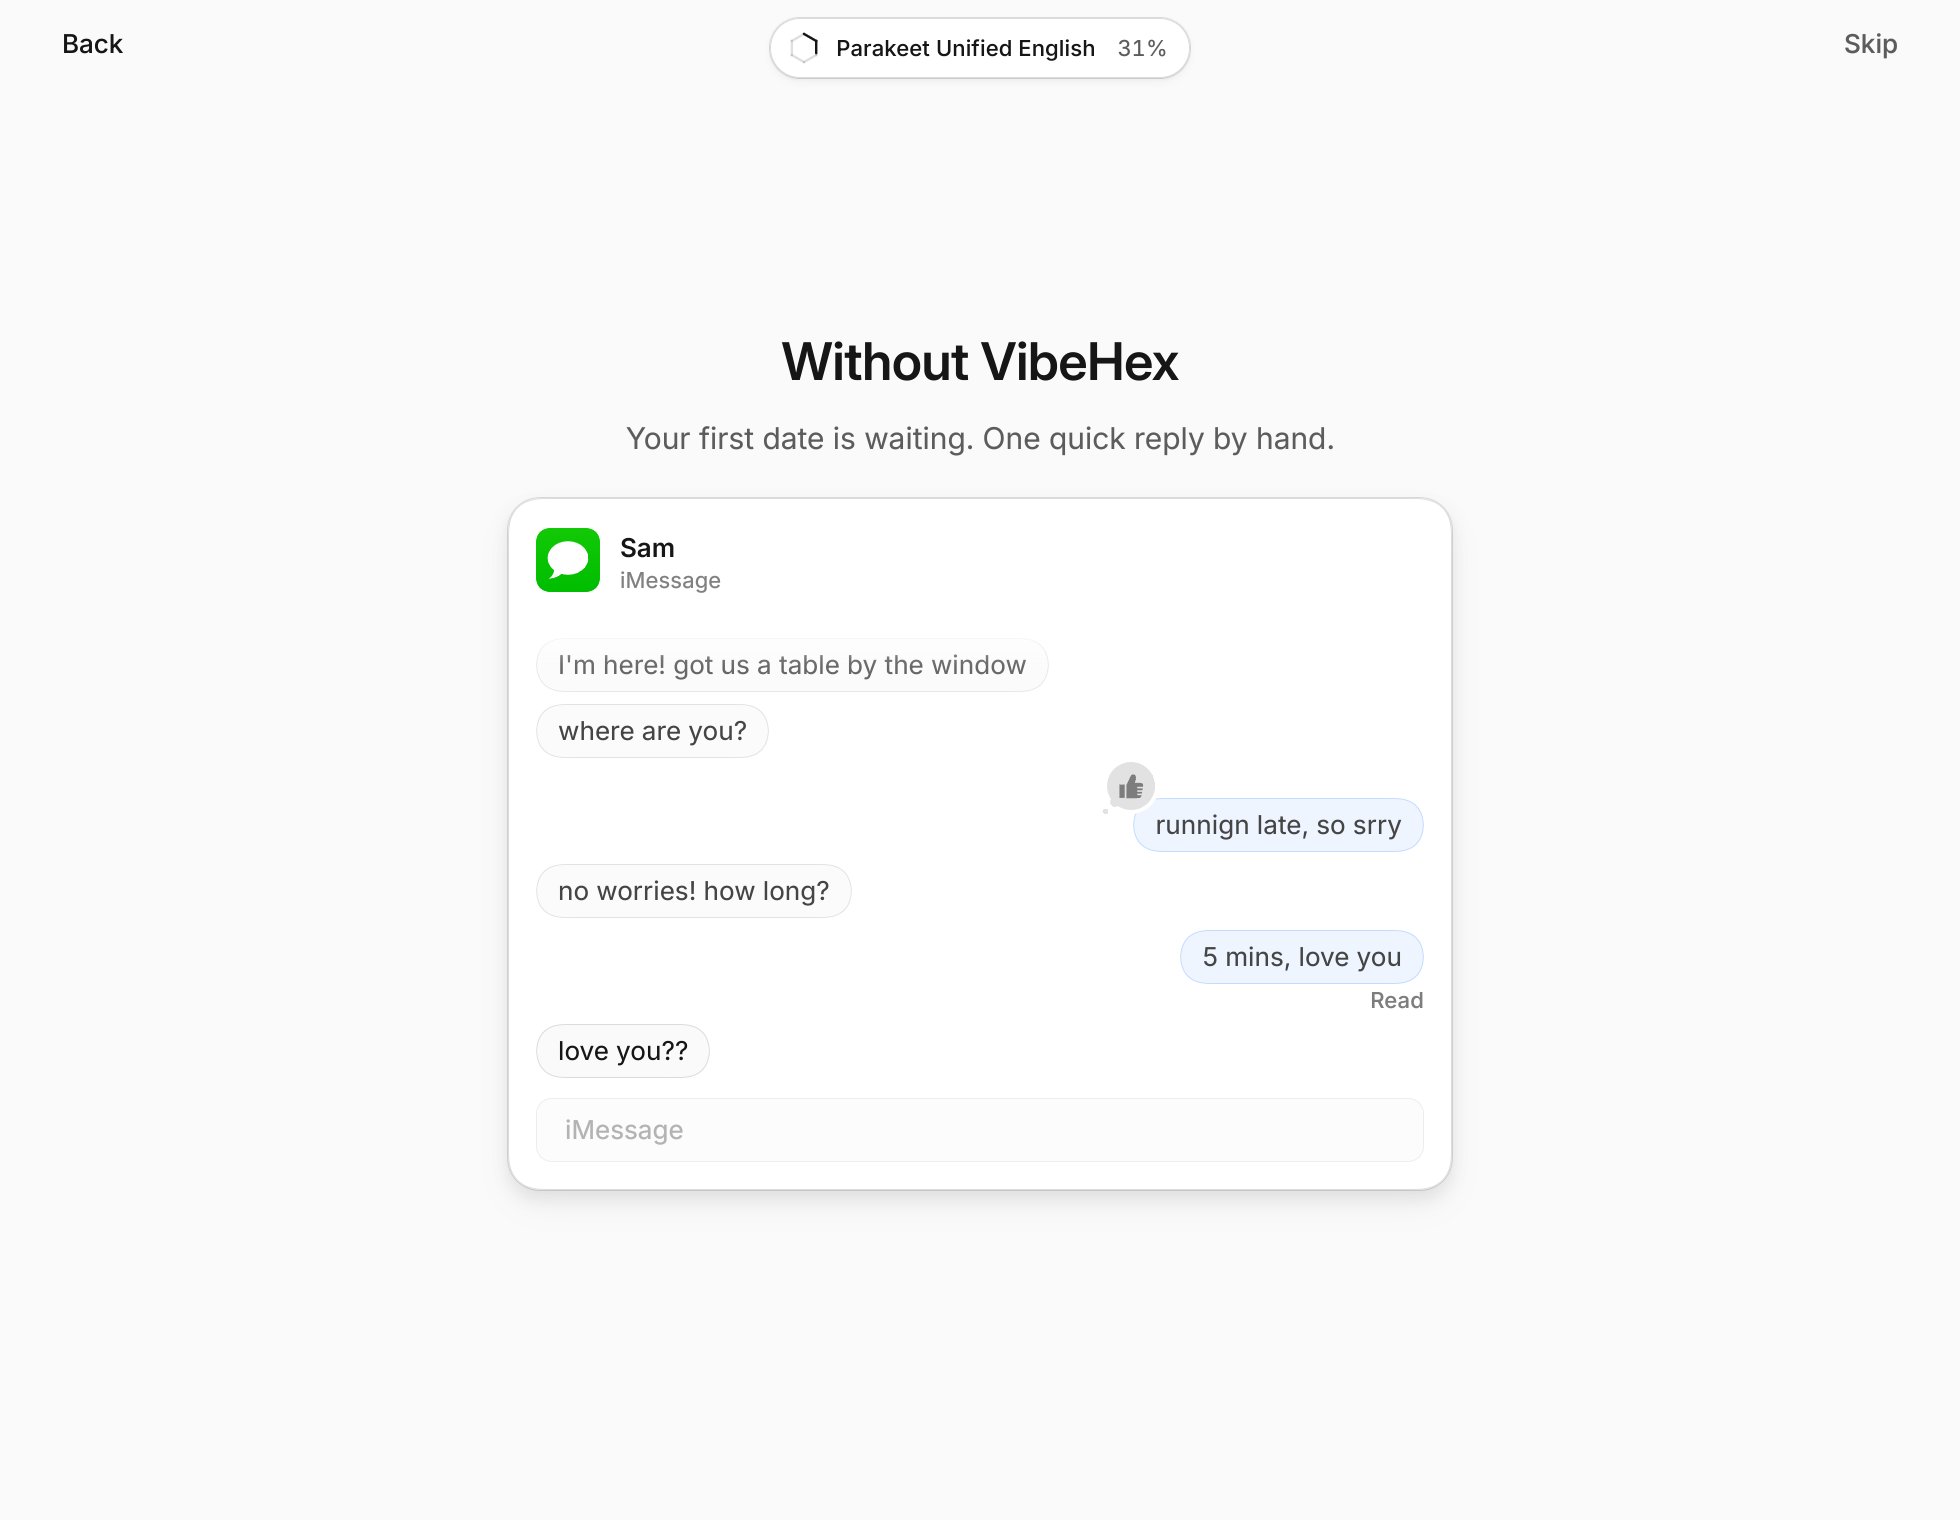 Back
Parakeet Unified English 31%
Skip
Without VibeHex
Your first date is waiting. One quick reply by hand.
Sam
iMessage
I'm here! got us a table by the window
where are you?
runnign late, so srry
no worries! how long?
5 mins, love you
Read
love you??
iMessage